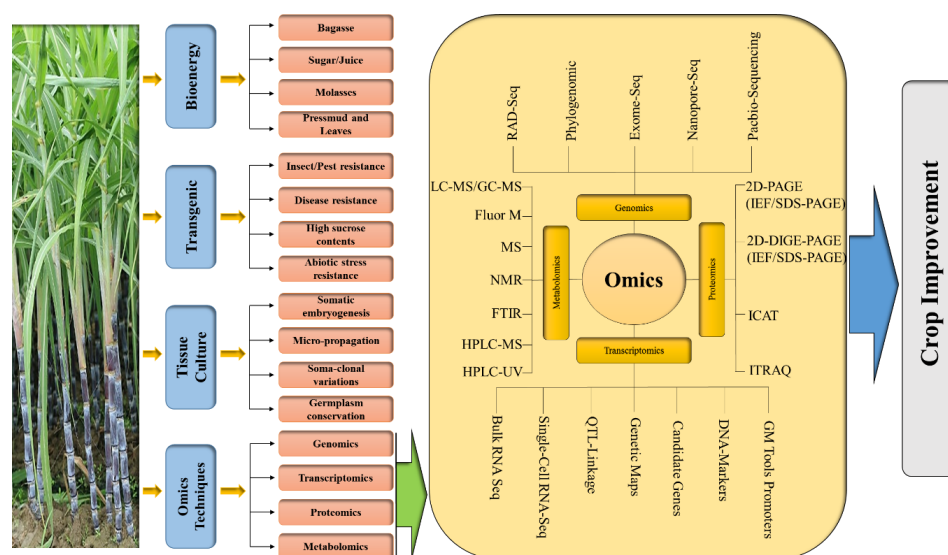 Bioenergy
Bagasse
Sugar/Juice
Molasses
Pressmud and
Leaves
Transgenic
Insect/Pest resistance
Disease resistance
High sucrose
contents
Abiotic stress
resistance
Tissue
Culture
Somatic
embryogenesis
Micro-propagation
Soma-clonal
variations
Germplasm
conservation
Omics
Techniques
Genomics
Transcriptomics
Proteomics
Metabolomics
RAD-Seq
Phylogenomic
Exome-Seq
Nanopore-Seq
Pacbio-Sequencing
LC-MS/GC-MS
Fluor M
MS
NMR
FTIR
HPLC-MS
HPLC-UV
Genomics
Metabolomics
Omics
Proteomics
Transcriptomics
2D-PAGE
(IEF/SDS-PAGE)
2D-DIGE-PAGE
(IEF/SDS-PAGE)
ICAT
ITRAQ
Bulk RNA Seq
Single-Cell RNA-Seq
QTL-Linkage
Genetic Maps
Candidate Genes
DNA-Markers
GM Tools Promoters
Crop Improvement